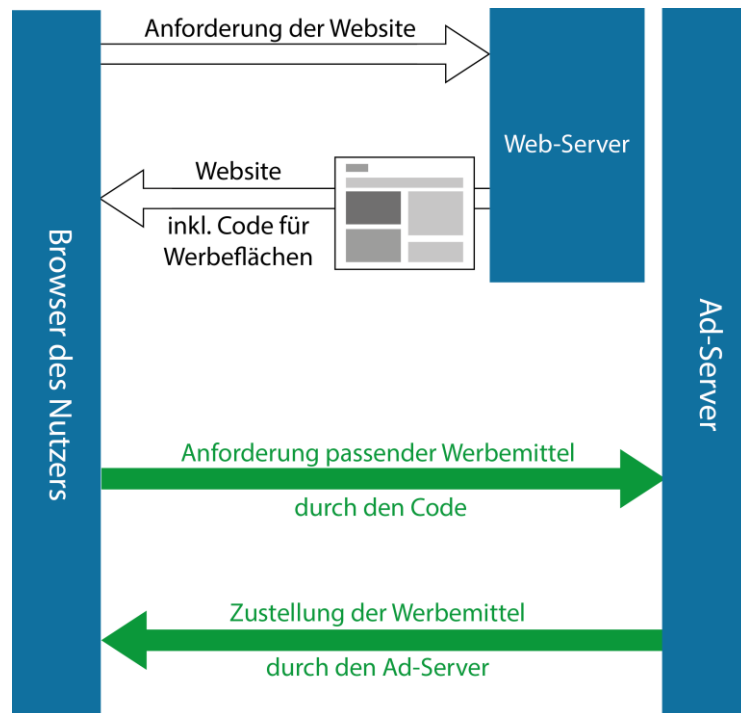 Anforderung der Website
Web-Server
Website
inkl. Code für
Werbeflächen
Browser des Nutzers
Ad-Server
Anforderung passender Werbemittel
durch den Code
Zustellung der Werbemittel
durch den Ad-Server